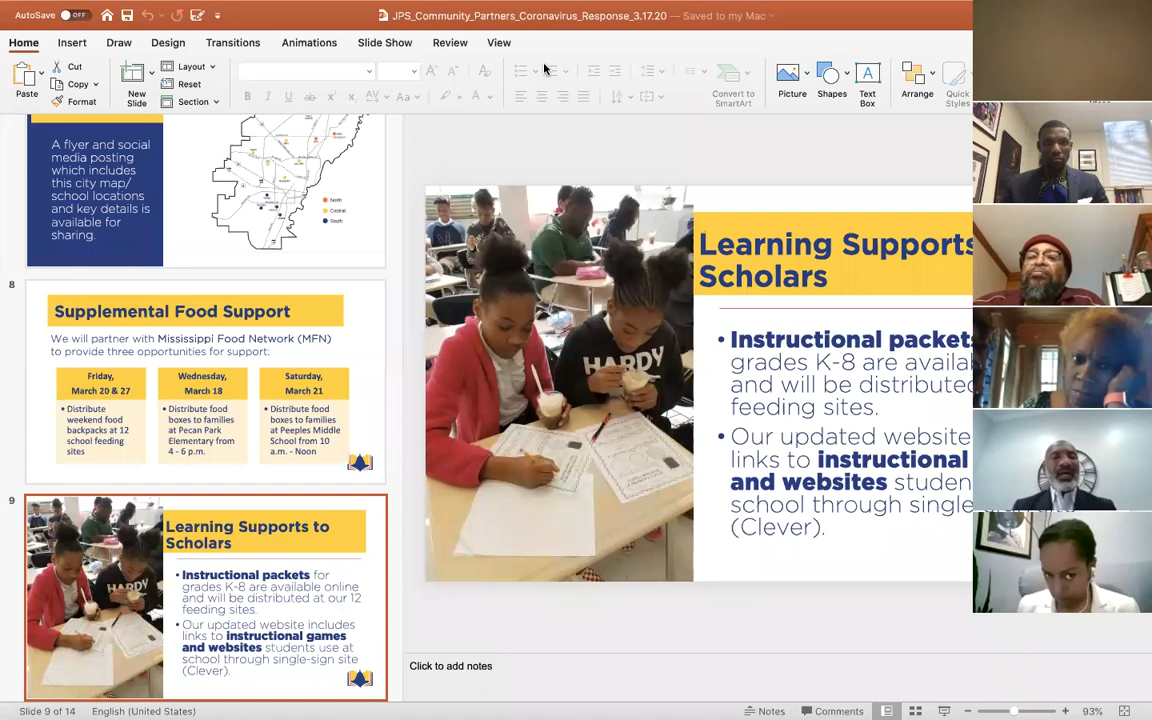 AutoSave OFF
JPS_Community_Partners_Coronavirus_Response_3.17.20 — Saved to my Mac
Home Insert Draw Design Transitions Animations Slide Show Review View
Paste
Cut
Copy
Format
New
Slide
Layout
Reset
Section
Convert to
SmartArt
Picture
Shapes
Text
Box
Arrange
Quick
Styles
A flyer and social
media posting
which includes
this city map/
school locations
and key details is
available for
sharing.
North
Central
South
8
Supplemental Food Support
We will partner with Mississippi Food Network (MFN)
to provide three opportunities for support:
Friday,
March 20 & 27
• Distribute
weekend food
backpacks at 12
school feeding
sites
Wednesday,
March 18
• Distribute food
boxes to families
at Pecan Park
Elementary from
4 - 6 p.m.
Saturday,
March 21
• Distribute food
boxes to families
at Peeples Middle
School from 10
a.m. - Noon
9
Learning Supports to
Scholars
• Instructional packets for
grades K-8 are available online
and will be distributed at our 12
feeding sites.
• Our updated website includes
links to instructional games
and websites students use at
school through single-sign site
(Clever).
HARDY
Learning Supports
Scholars
• Instructional packets
grades K-8 are availab
and will be distributed
feeding sites.
• Our updated website
links to instructional
and websites studen
school through single
(Clever).
HARDY
Click to add notes
Slide 9 of 14 English (United States)
Notes Comments 93%